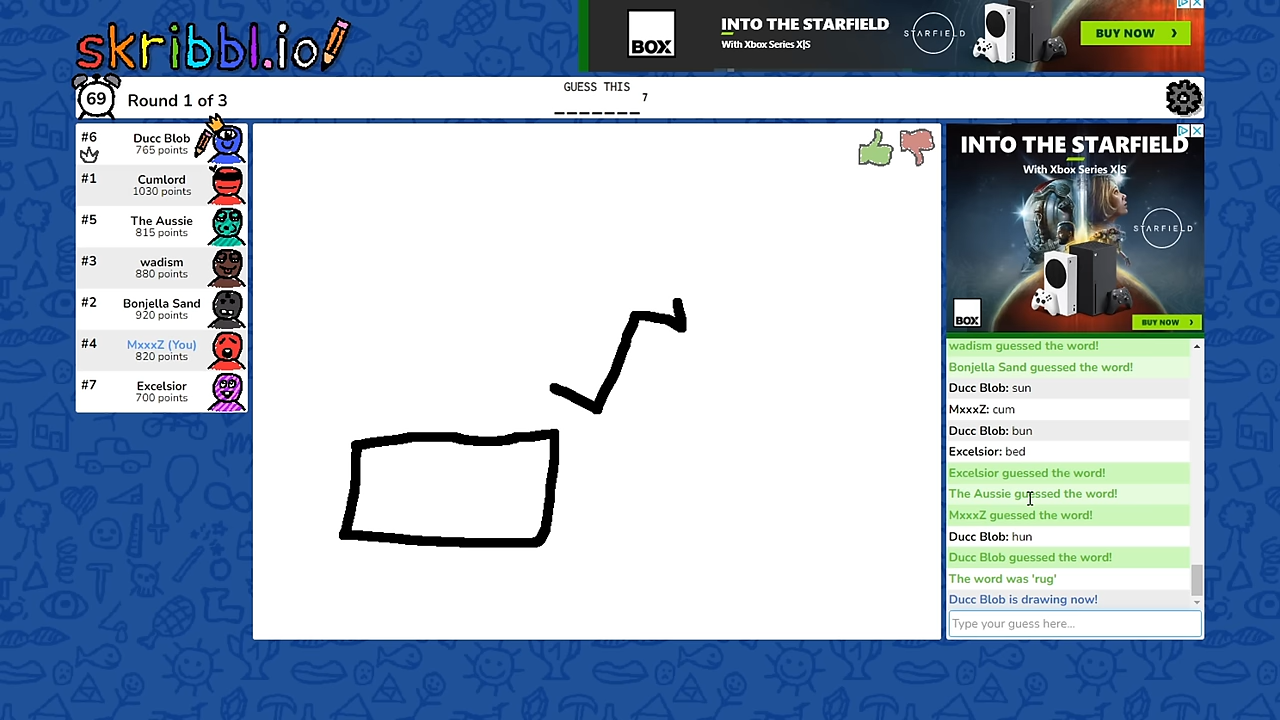 skribbl.io
BOX
INTO THE STARFIELD
With Xbox Series X|S
STARFIELD
BUY NOW
69
Round 1 of 3
GUESS THIS
7
_______
#6
Ducc Blob
765 points
#1
Cumlord
1030 points
#5
The Aussie
815 points
#3
wadism
880 points
#2
Bonjella Sand
920 points
#4
MxxxZ (You)
820 points
#7
Excelsior
700 points
INTO THE STARFIELD
With Xbox Series X|S
STARFIELD
BOX
BUY NOW
wadism guessed the word!
Bonjella Sand guessed the word!
Ducc Blob: sun
MxxxZ: cum
Ducc Blob: bun
Excelsior: bed
Excelsior guessed the word!
The Aussie guessed the word!
MxxxZ guessed the word!
Ducc Blob: hun
Ducc Blob guessed the word!
The word was 'rug'
Ducc Blob is drawing now!
Type your guess here...